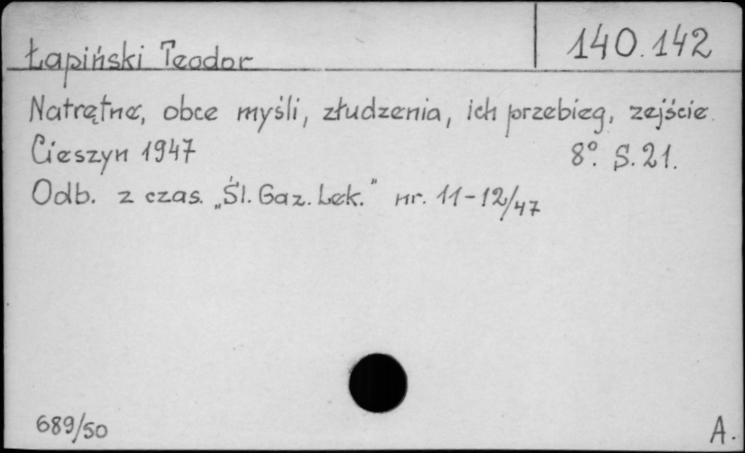 Łapiński Teodor 140.142
Natrętne, obce myśli, złudzenia, ich przebieg, zejście.
Cieszyn 1947 8° S.21.
Odb. z czas. „Śl. Gaz. Lek.” nr. 11-12/47
689/50 A.